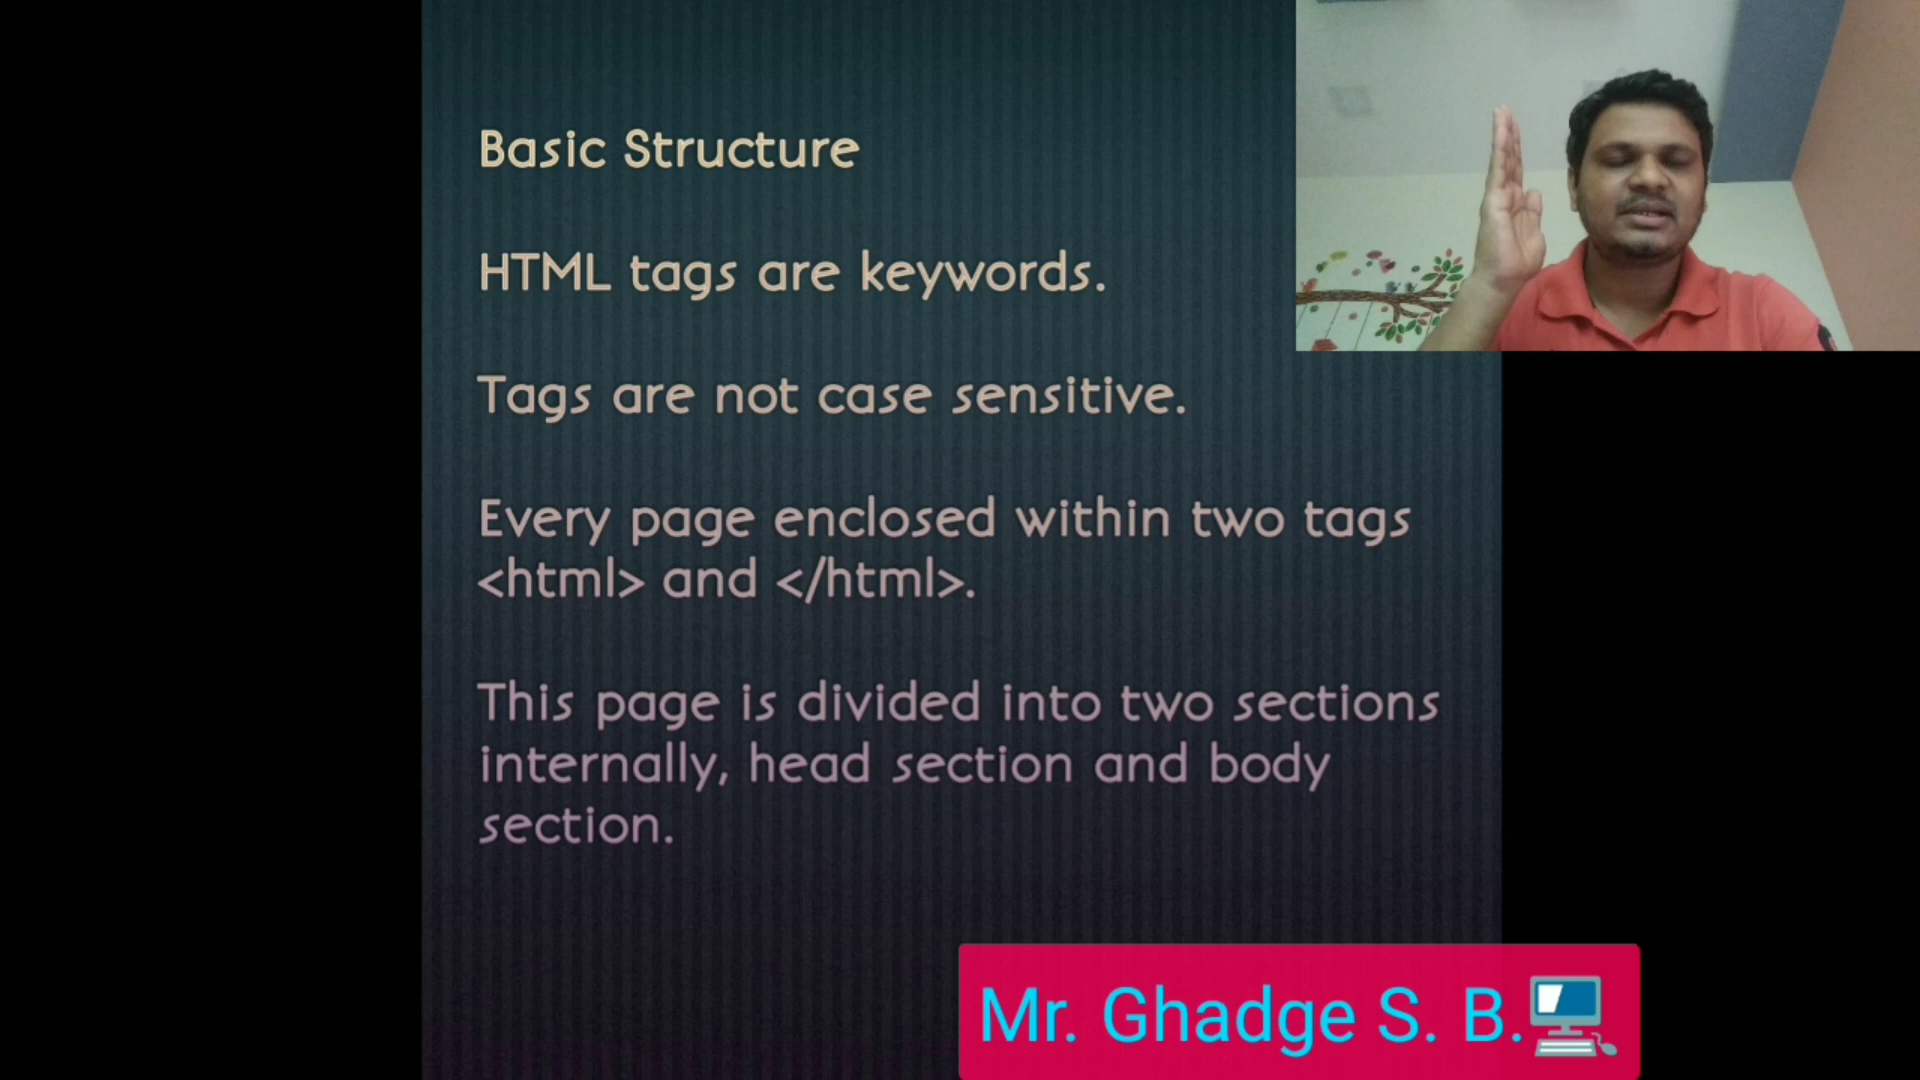 Basic Structure
HTML tags are keywords.
Tags are not case sensitive.
Every page enclosed within two tags
<html> and </html>.
This page is divided into two sections
internally, head section and body
section.
Mr. Ghadge S. B.